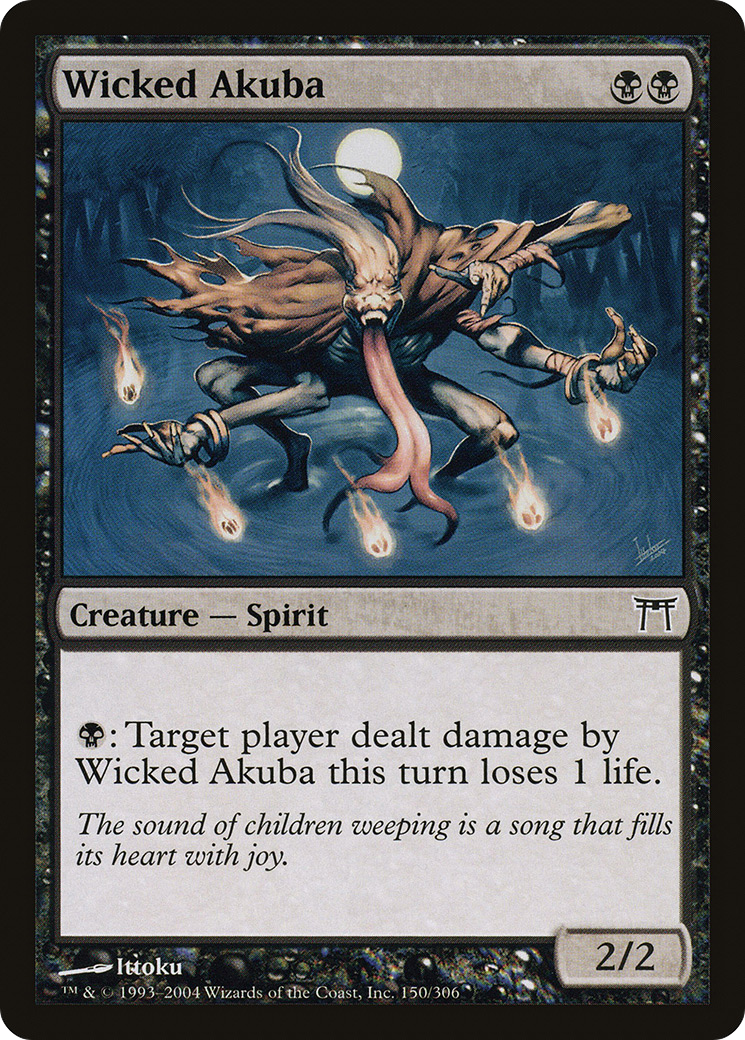 Wicked Akuba
Creature — Spirit
: Target player dealt damage by
Wicked Akuba this turn loses 1 life.
The sound of children weeping is a song that fills
its heart with joy.
2/2
Ittoku
™ & © 1993–2004 Wizards of the Coast, Inc. 150/306